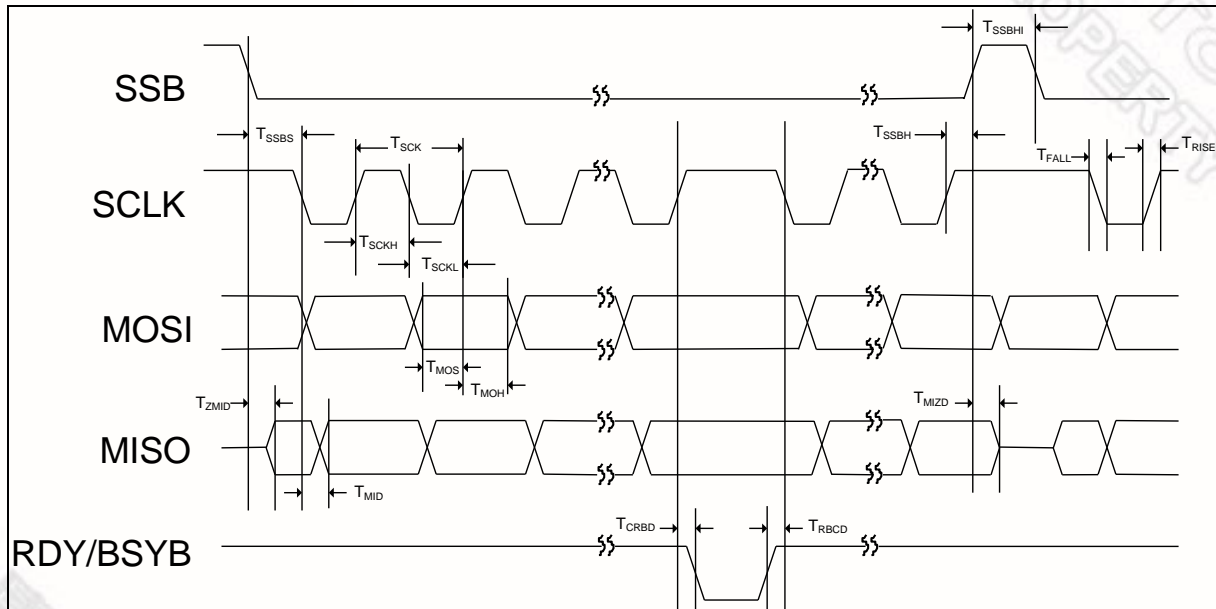 TSSBHI
SSB
TSSBS
TSCK
TSSBH
TFALL
TRISE
SCLK
TSCKH
TSCKL
MOSI
TMOS
TMOH
TZMID
TMIZD
MISO
TMID
TCRBD
TRBCD
RDY/BSYB
PROPERTY